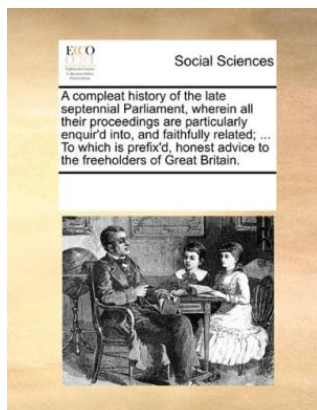 ECCO
Social Sciences
A compleat history of the late
septennial Parliament, wherein all
their proceedings are particularly
enquir'd into, and faithfully related; ...
To which is prefix'd, honest advice to
the freeholders of Great Britain.